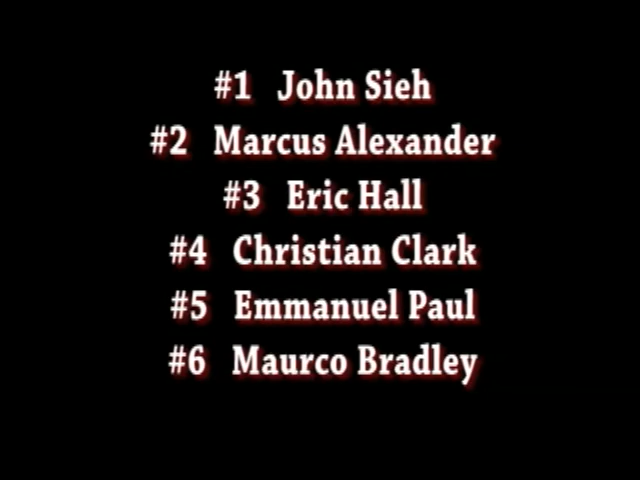 #1 John Sieh
#2 Marcus Alexander
#3 Eric Hall
#4 Christian Clark
#5 Emmanuel Paul
#6 Maurco Bradley